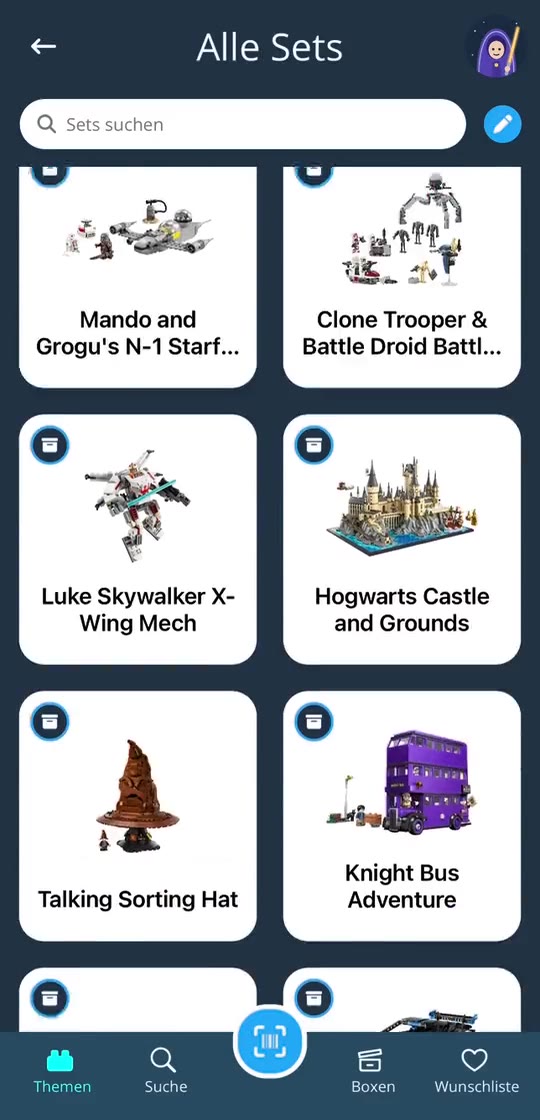 Alle Sets
Sets suchen
Mando and
Grogu's N-1 Starf...
Clone Trooper &
Battle Droid Battl...
Luke Skywalker X-
Wing Mech
Hogwarts Castle
and Grounds
Talking Sorting Hat
Knight Bus
Adventure
Themen
Suche
Boxen
Wunschliste